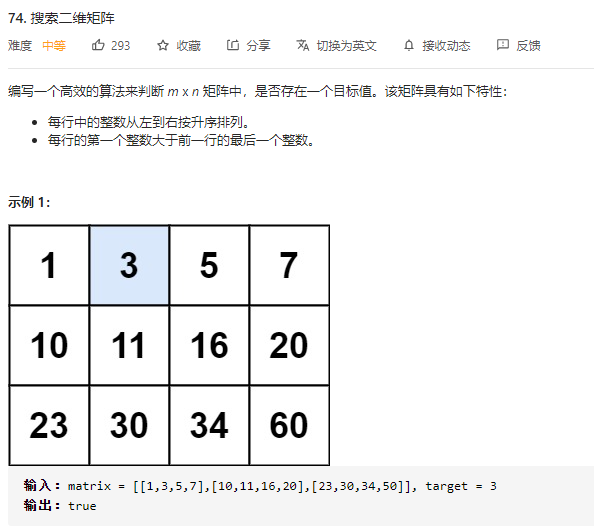 74. 搜索二维矩阵
难度 中等 293 收藏 分享 切换为英文 接收动态 反馈
编写一个高效的算法来判断 m x n 矩阵中，是否存在一个目标值。该矩阵具有如下特性：
• 每行中的整数从左到右按升序排列。
• 每行的第一个整数大于前一行的最后一个整数。
示例 1：
1 3 5 7
10 11 16 20
23 30 34 60
输入：matrix = [[1,3,5,7],[10,11,16,20],[23,30,34,50]], target = 3
输出：true